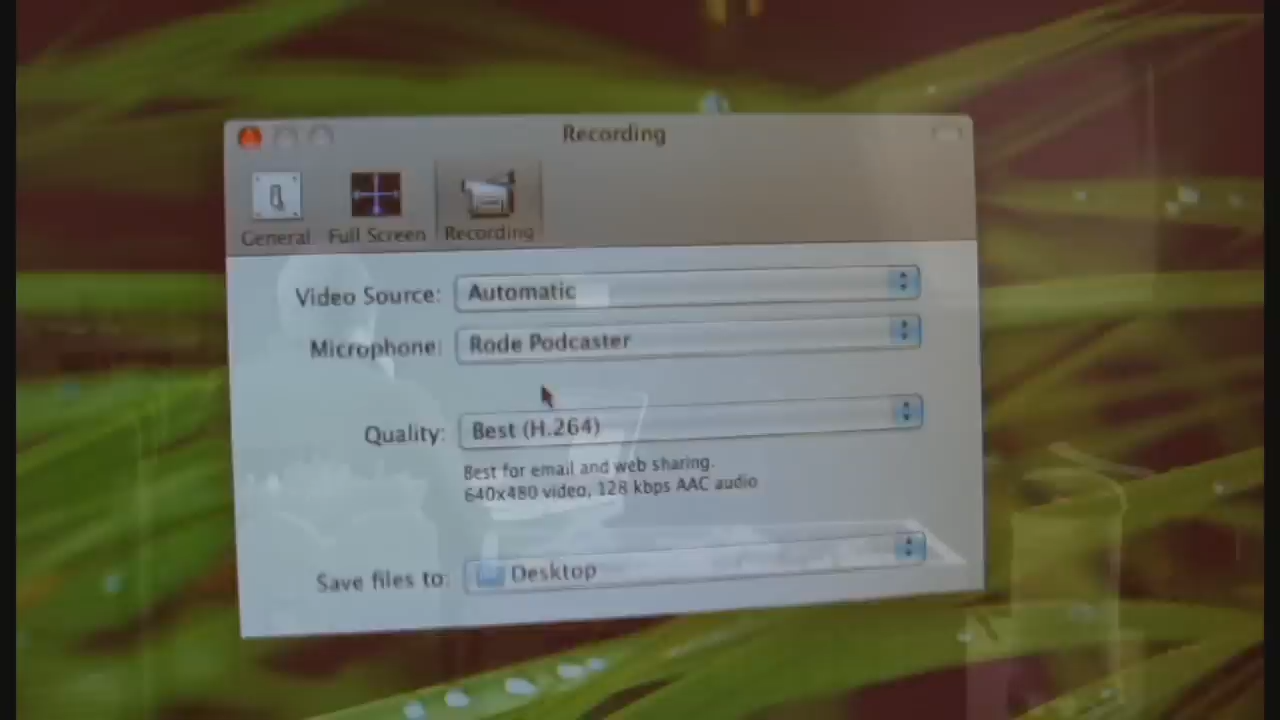 Recording
General Full Screen Recording
Video Source: Automatic
Microphone: Rode Podcaster
Quality: Best (H.264)
Best for email and web sharing.
640x480 video, 128 kbps AAC audio
Save files to: Desktop